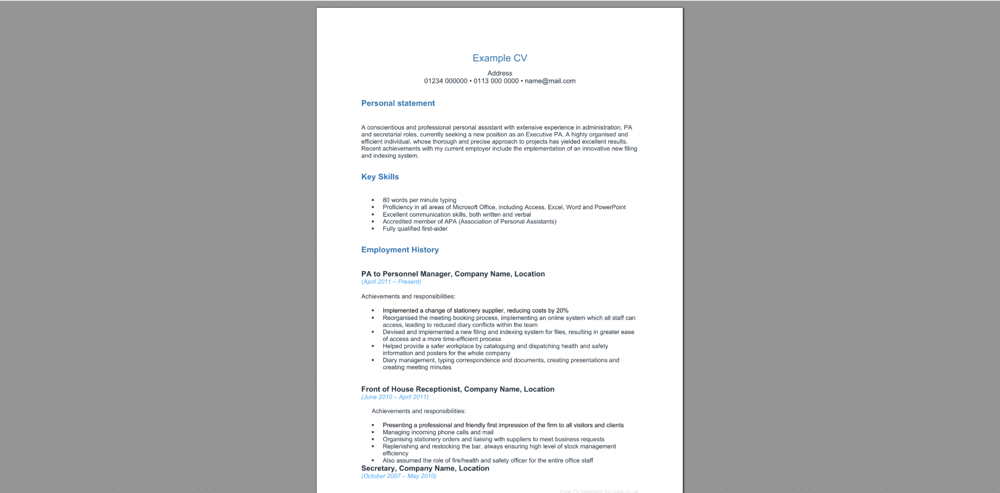 Example CV
Address
01234 000000 • 0113 000 0000 • name@mail.com
Personal statement
A conscientious and professional personal assistant with extensive experience in administration, PA
and secretarial roles, currently seeking a new position as an Executive PA. A highly organised and
efficient individual, whose thorough and precise approach to projects has yielded excellent results.
Recent achievements with my current employer include the implementation of an innovative new filing
and indexing system.
Key Skills
• 80 words per minute typing
• Proficiency in all areas of Microsoft Office, including Access, Excel, Word and PowerPoint
• Excellent communication skills, both written and verbal
• Accredited member of APA (Association of Personal Assistants)
• Fully qualified first-aider
Employment History
PA to Personnel Manager, Company Name, Location
(April 2011 – Present)
Achievements and responsibilities:
• Implemented a change of stationery supplier, reducing costs by 20%
• Reorganised the meeting booking process, implementing an online system which all staff can
access, leading to reduced diary conflicts within the team
• Devised and implemented a new filing and indexing system for files, resulting in greater ease
of access and a more time-efficient process
• Helped provide a safer workplace by cataloguing and dispatching health and safety
information and posters for the whole company
• Diary management, typing correspondence and documents, creating presentations and
creating meeting minutes
Front of House Receptionist, Company Name, Location
(June 2010 – April 2011)
Achievements and responsibilities:
• Presenting a professional and friendly first impression of the firm to all visitors and clients
• Managing incoming phone calls and mail
• Organising stationery orders and liaising with suppliers to meet business requests
• Replenishing and restocking the bar, always ensuring high level of stock management
efficiency
• Also assumed the role of fire/health and safety officer for the entire office staff
Secretary, Company Name, Location
(October 2007 – May 2010)
Free CV template by reed.co.uk